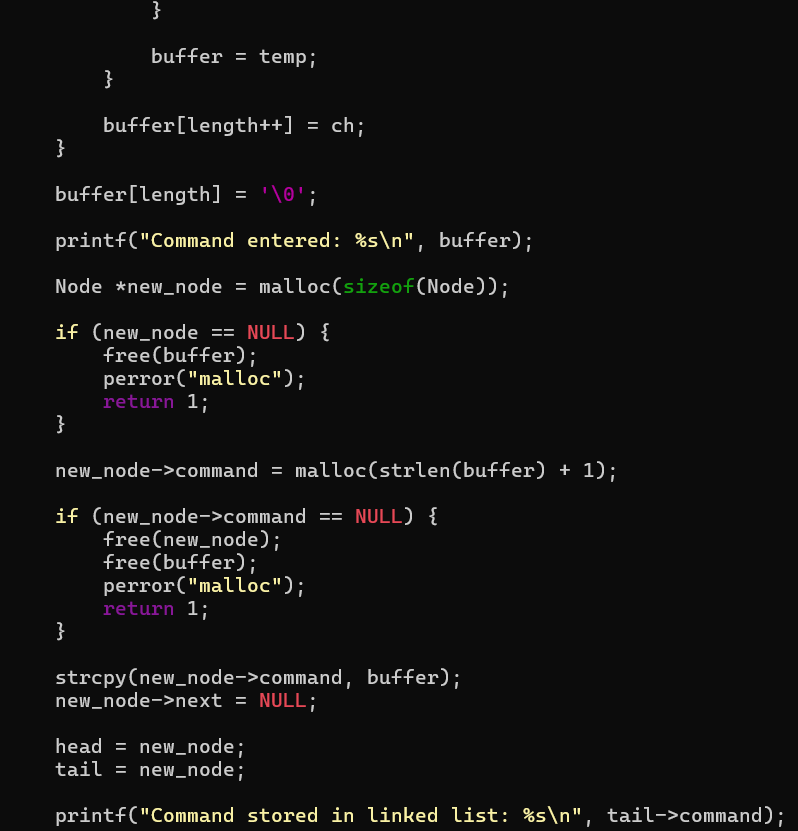 }

            buffer = temp;
        }

        buffer[length++] = ch;
    }

    buffer[length] = '\0';

    printf("Command entered: %s\n", buffer);

    Node *new_node = malloc(sizeof(Node));

    if (new_node == NULL) {
        free(buffer);
        perror("malloc");
        return 1;
    }

    new_node->command = malloc(strlen(buffer) + 1);

    if (new_node->command == NULL) {
        free(new_node);
        free(buffer);
        perror("malloc");
        return 1;
    }

    strcpy(new_node->command, buffer);
    new_node->next = NULL;

    head = new_node;
    tail = new_node;

    printf("Command stored in linked list: %s\n", tail->command);